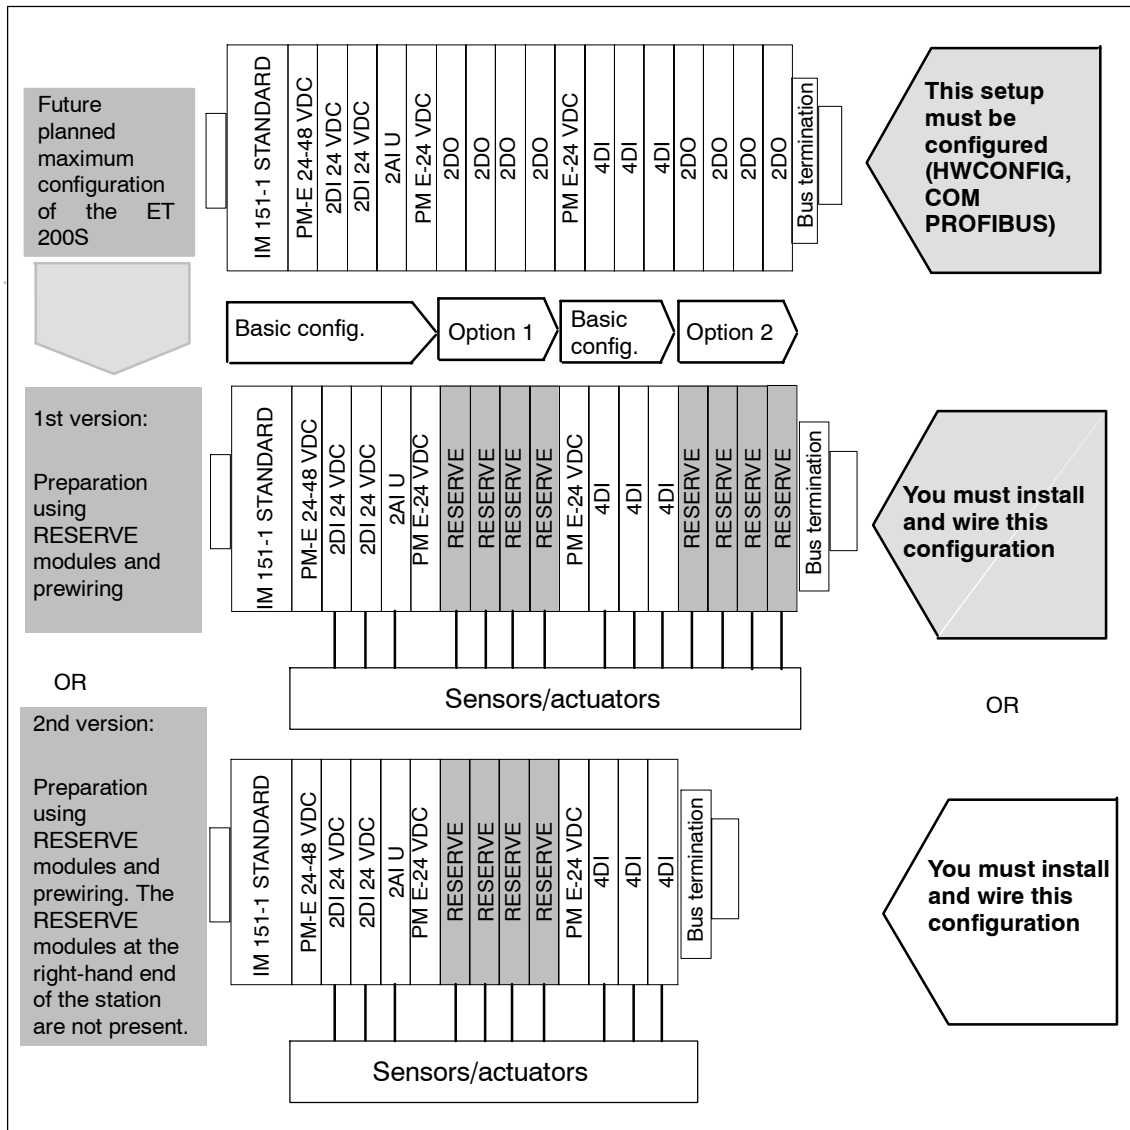 Future
planned
maximum
configuration
of the ET
200S
IM 151-1 STANDARD
PM-E 24-48 VDC
2DI 24 VDC
2DI 24 VDC
2AI U
PM E-24 VDC
2DO
2DO
2DO
2DO
PM E-24 VDC
4DI
4DI
4DI
2DO
2DO
2DO
2DO
Bus termination
This setup
must be
configured
(HWCONFIG,
COM
PROFIBUS)
Basic config.
Option 1
Basic
config.
Option 2
1st version:
Preparation
using
RESERVE
modules and
prewiring
IM 151-1 STANDARD
PM-E 24-48 VDC
2DI 24 VDC
2DI 24 VDC
2AI U
PM E-24 VDC
RESERVE
RESERVE
RESERVE
RESERVE
PM E-24 VDC
4DI
4DI
4DI
RESERVE
RESERVE
RESERVE
RESERVE
Bus termination
You must install
and wire this
configuration
Sensors/actuators
OR
OR
2nd version:
Preparation
using
RESERVE
modules and
prewiring. The
RESERVE
modules at the
right-hand end
of the station
are not present.
IM 151-1 STANDARD
PM-E 24-48 VDC
2DI 24 VDC
2DI 24 VDC
2AI U
PM E-24 VDC
RESERVE
RESERVE
RESERVE
RESERVE
PM E-24 VDC
4DI
4DI
4DI
Bus termination
You must install
and wire this
configuration
Sensors/actuators